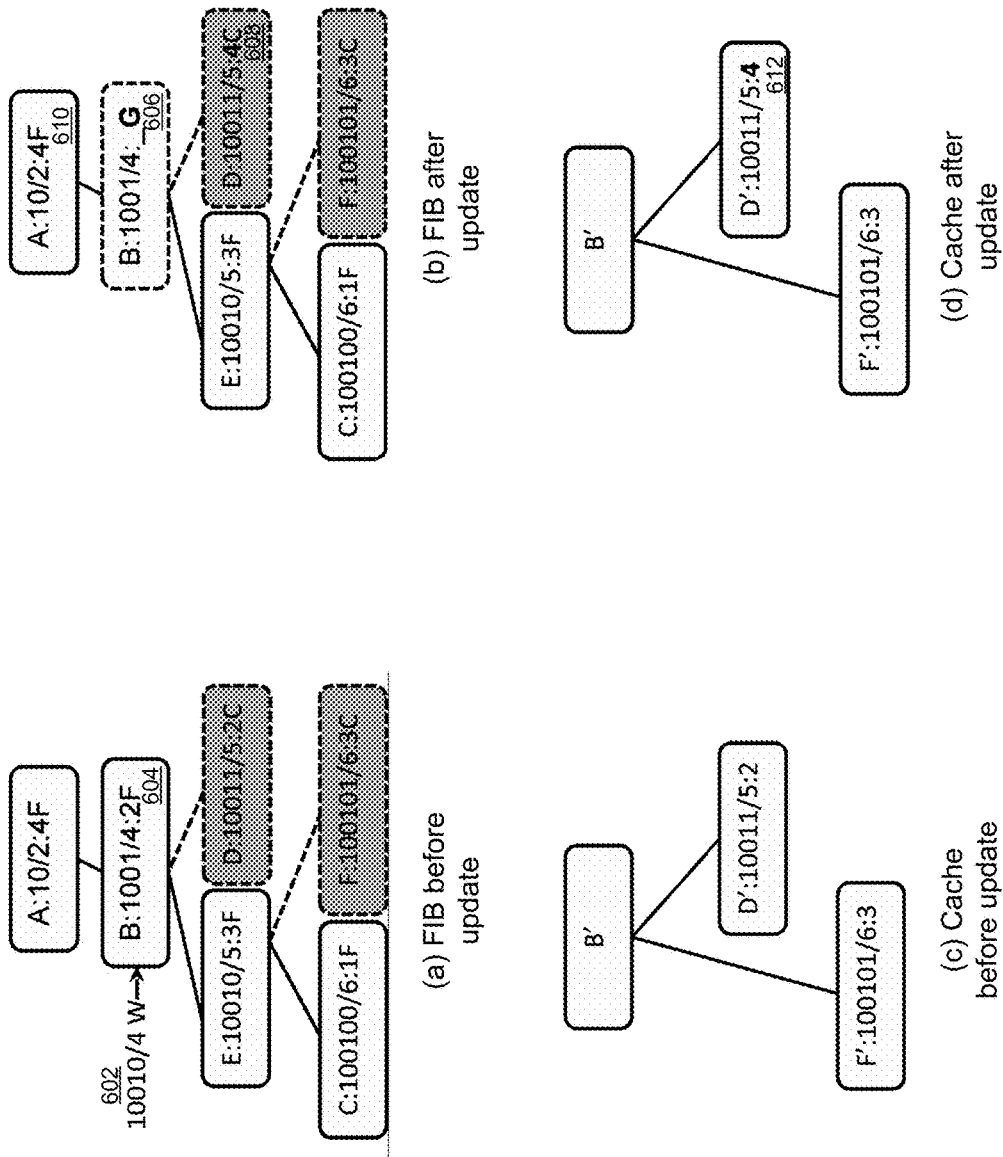 A:10/2:4F
602
10010/4 W
B:1001/4:2F
604
E:10010/5:3F
D:10011/5:2C
C:100100/6:1F
F:100101/6:3C
(a) FIB before
update
A:10/2:4F
610
B:1001/4:_G
606
E:10010/5:3F
D:10011/5:4C
608
C:100100/6:1F
F:100101/6:3C
(b) FIB after
update
B'
D':10011/5:2
F':100101/6:3
(c) Cache
before update
B'
D':10011/5:4
612
F':100101/6:3
(d) Cache after
update